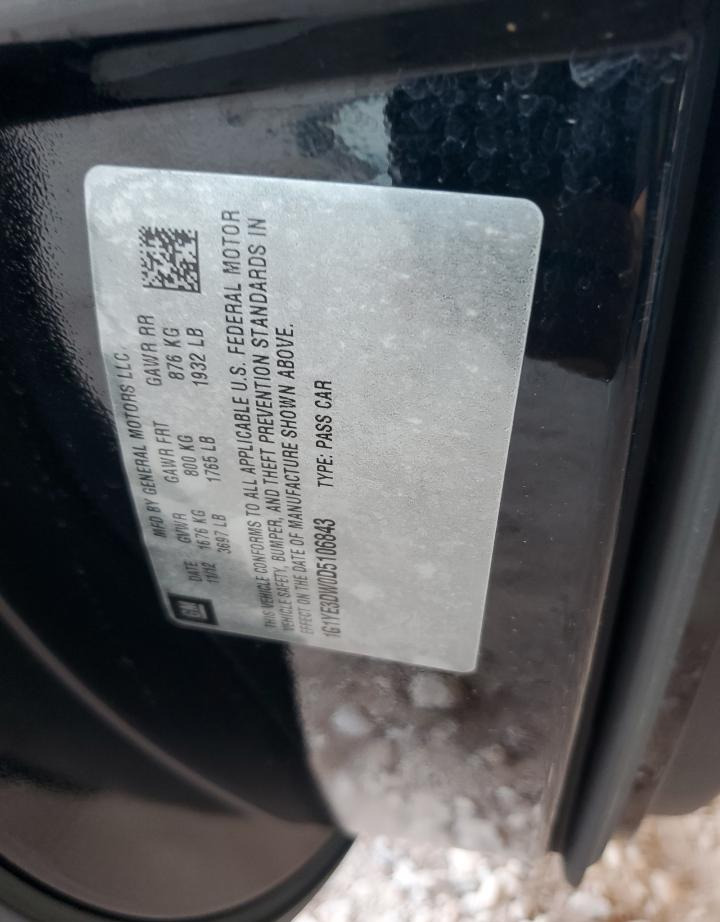 GM
MFD BY GENERAL MOTORS LLC
DATE GVWR GAWR FRT GAWR RR
11/12 1676 KG 800 KG 876 KG
3697 LB 1765 LB 1932 LB
THIS VEHICLE CONFORMS TO ALL APPLICABLE U.S. FEDERAL MOTOR
VEHICLE SAFETY, BUMPER, AND THEFT PREVENTION STANDARDS IN
EFFECT ON THE DATE OF MANUFACTURE SHOWN ABOVE.
1G1YE3DW0D5106843 TYPE: PASS CAR